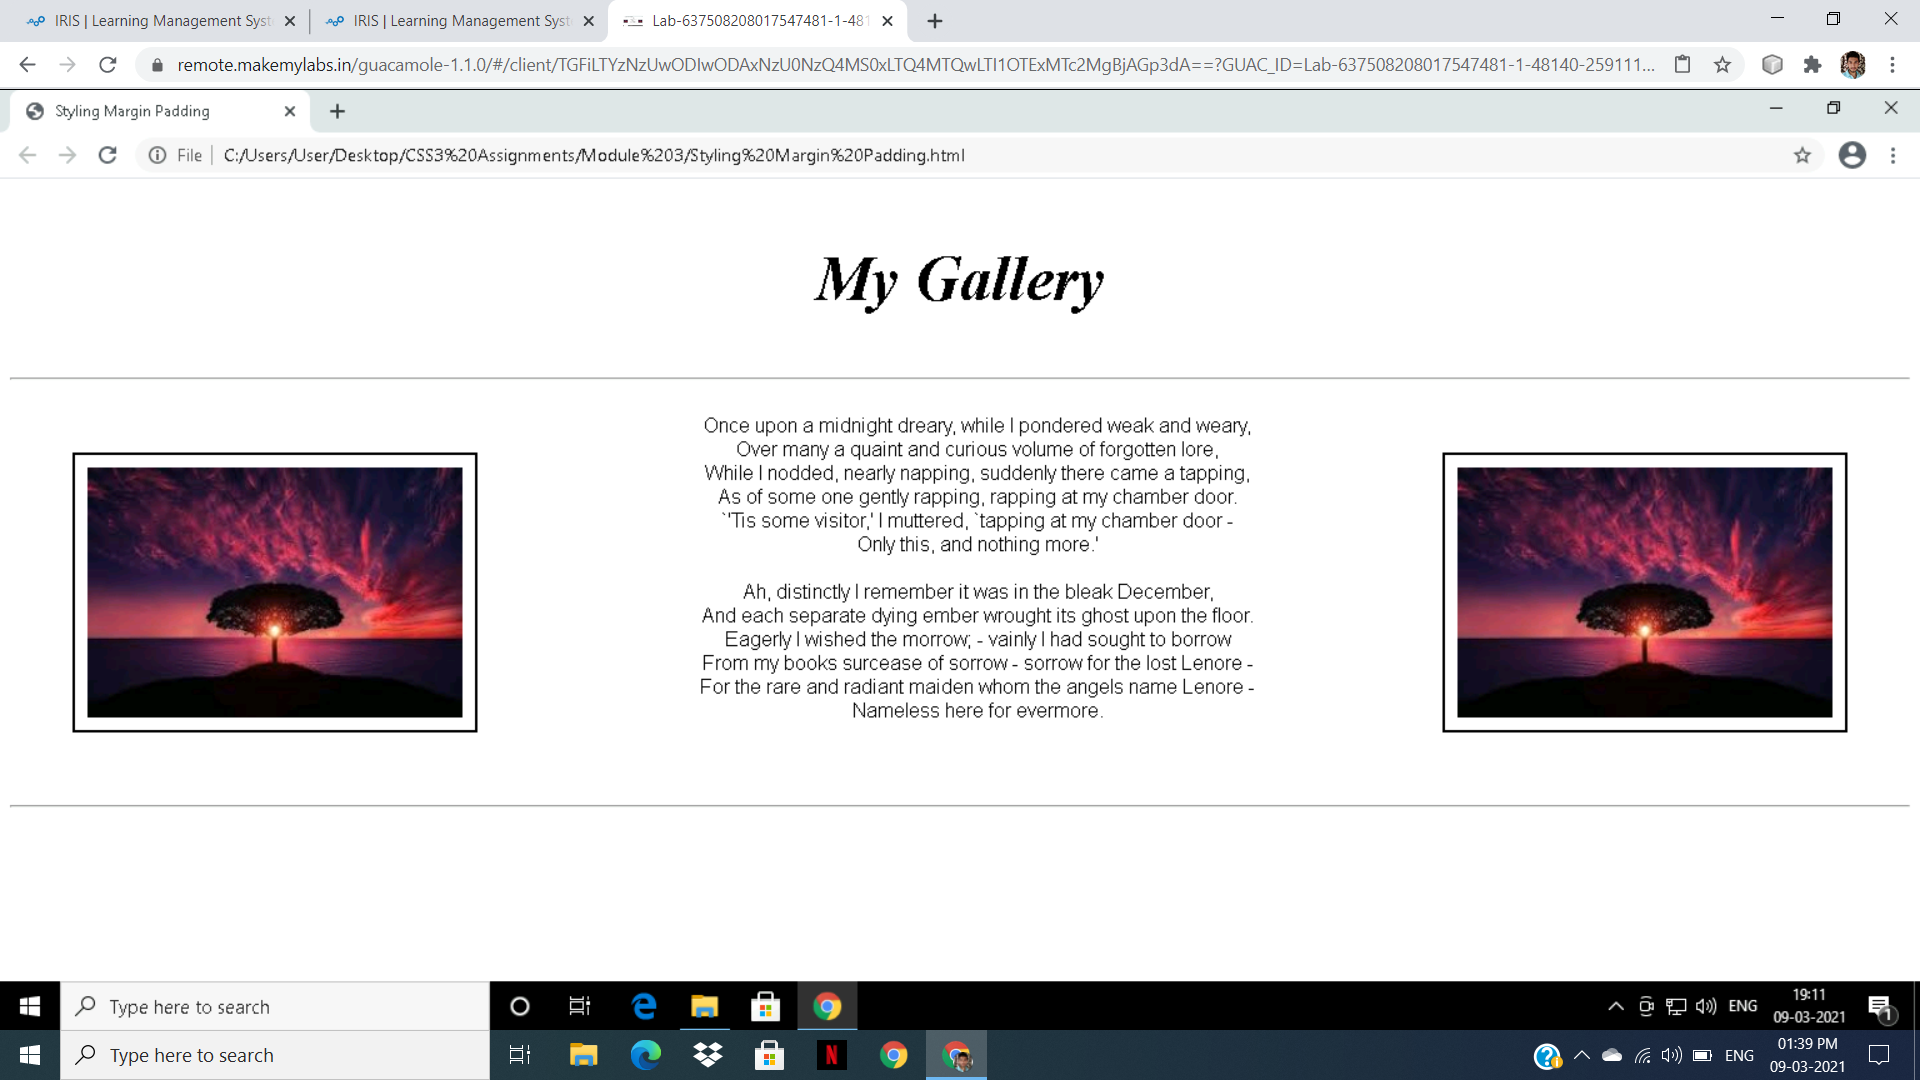 IRIS | Learning Management Syst
IRIS | Learning Management Syst
Lab-637508208017547481-1-481
remote.makemylabs.in/guacamole-1.1.0/#/client/TGFiLTYzNzUwODIwODAxNzU0NzQ4MS0xLTQ4MTQwLTI1OTExMTc2MgBjAGp3dA==?GUAC_ID=Lab-637508208017547481-1-48140-259111...
Styling Margin Padding
File
C:/Users/User/Desktop/CSS3%20Assignments/Module%203/Styling%20Margin%20Padding.html
My Gallery
Once upon a midnight dreary, while I pondered weak and weary,
Over many a quaint and curious volume of forgotten lore,
While I nodded, nearly napping, suddenly there came a tapping,
As of some one gently rapping, rapping at my chamber door.
`'Tis some visitor,' I muttered, `tapping at my chamber door -
Only this, and nothing more.'
Ah, distinctly I remember it was in the bleak December,
And each separate dying ember wrought its ghost upon the floor.
Eagerly I wished the morrow; - vainly I had sought to borrow
From my books surcease of sorrow - sorrow for the lost Lenore -
For the rare and radiant maiden whom the angels name Lenore -
Nameless here for evermore.
Type here to search
ENG
19:11
09-03-2021
1
Type here to search
N
ENG
01:39 PM
09-03-2021